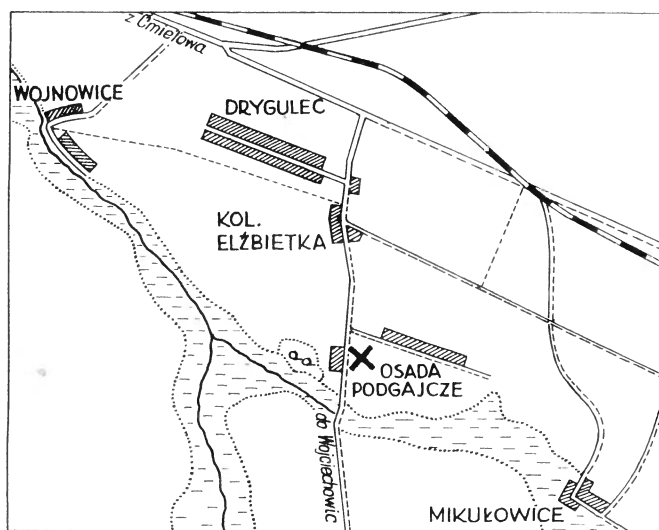 z Ćmielowa
WOJNOWICE
DRYGULEC
KOL.
ELŻBIETKA
OSADA
PODGAJCZE
do Wojciechowic
MIKUŁOWICE